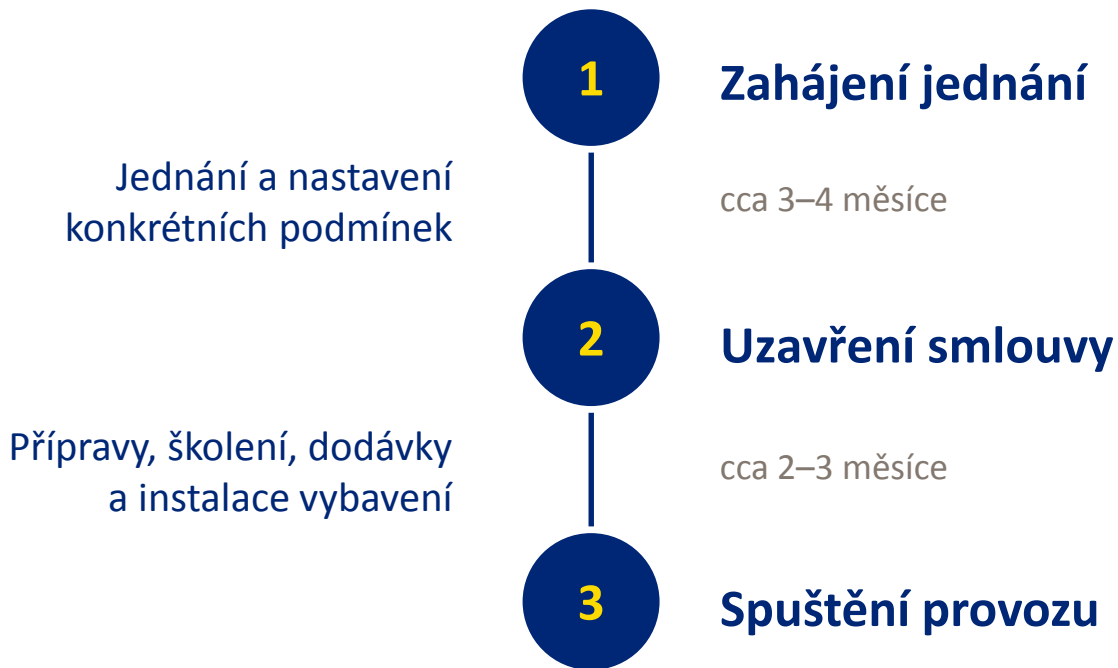 1
Zahájení jednání
Jednání a nastavení
konkrétních podmínek
cca 3–4 měsíce
2
Uzavření smlouvy
Přípravy, školení, dodávky
a instalace vybavení
cca 2–3 měsíce
3
Spuštění provozu